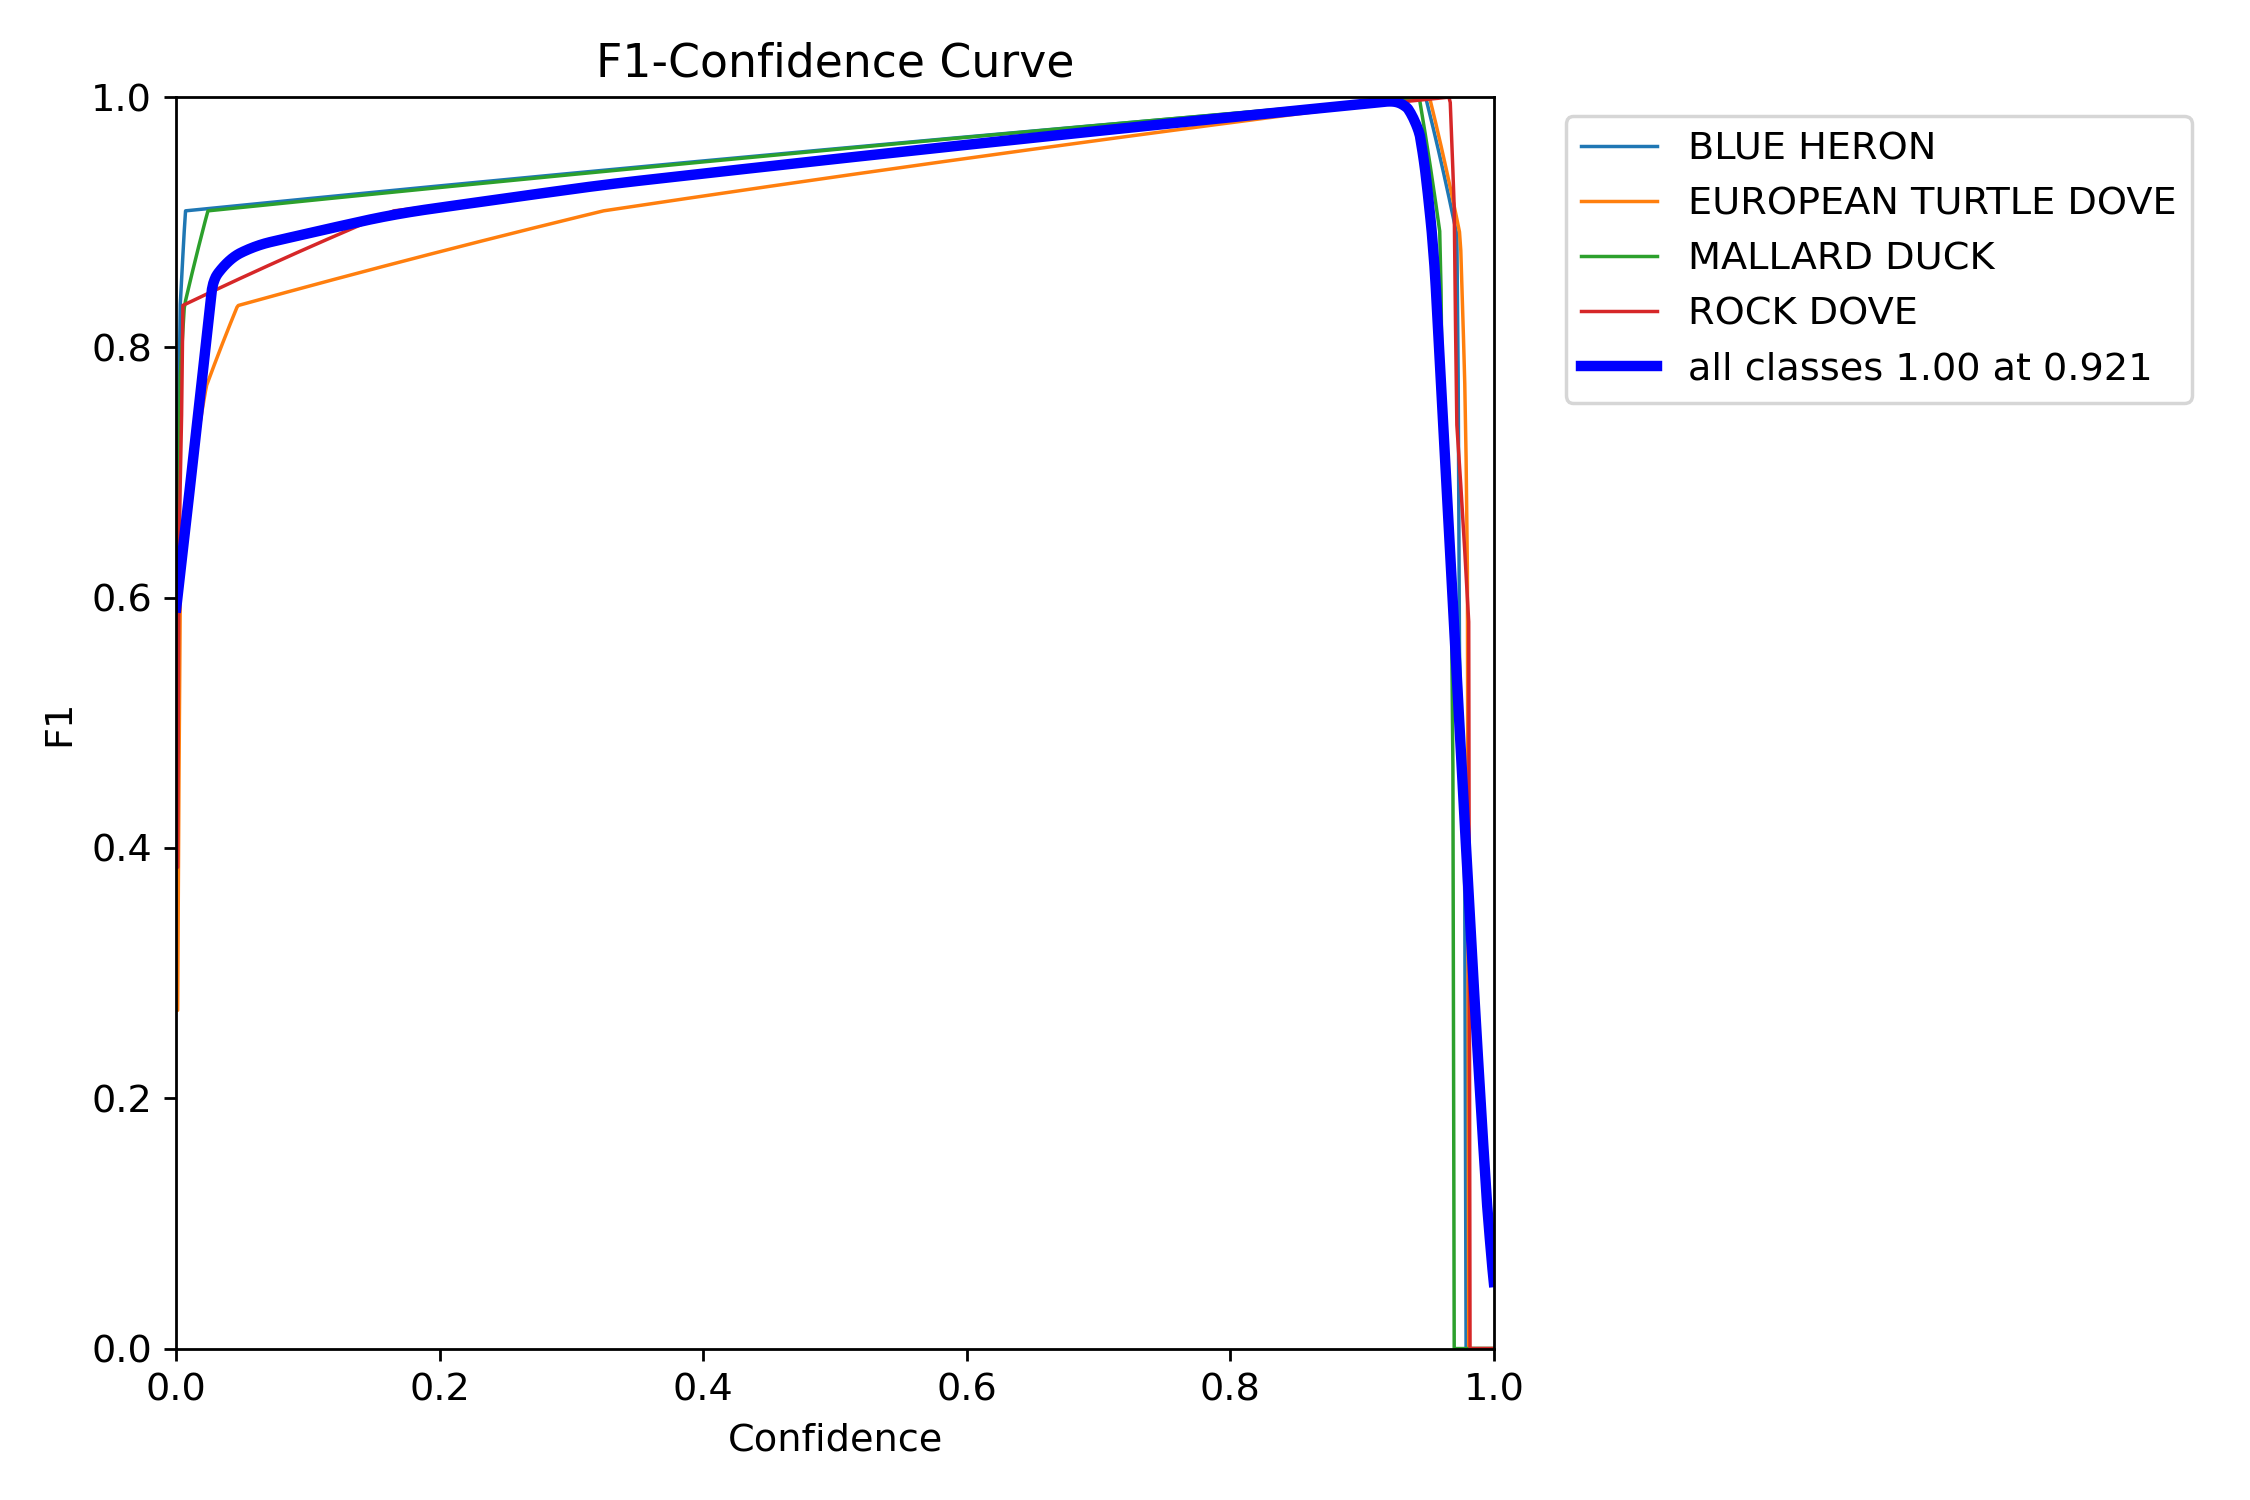 F1-Confidence Curve
1.0
0.8
0.6
0.4
0.2
0.0
F1
0.0 0.2 0.4 0.6 0.8 1.0
Confidence
BLUE HERON
EUROPEAN TURTLE DOVE
MALLARD DUCK
ROCK DOVE
all classes 1.00 at 0.921